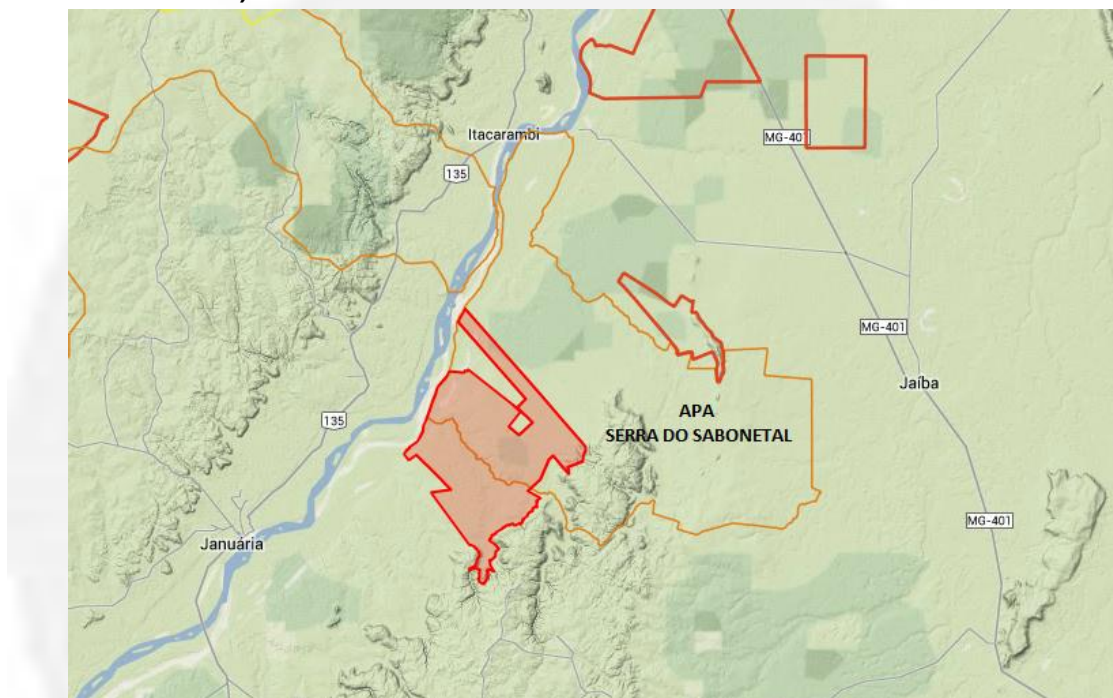 Itacarambi
MG-401
135
MG-401
Jaíba
APA
SERRA DO SABONETAL
135
MG-401
Januária